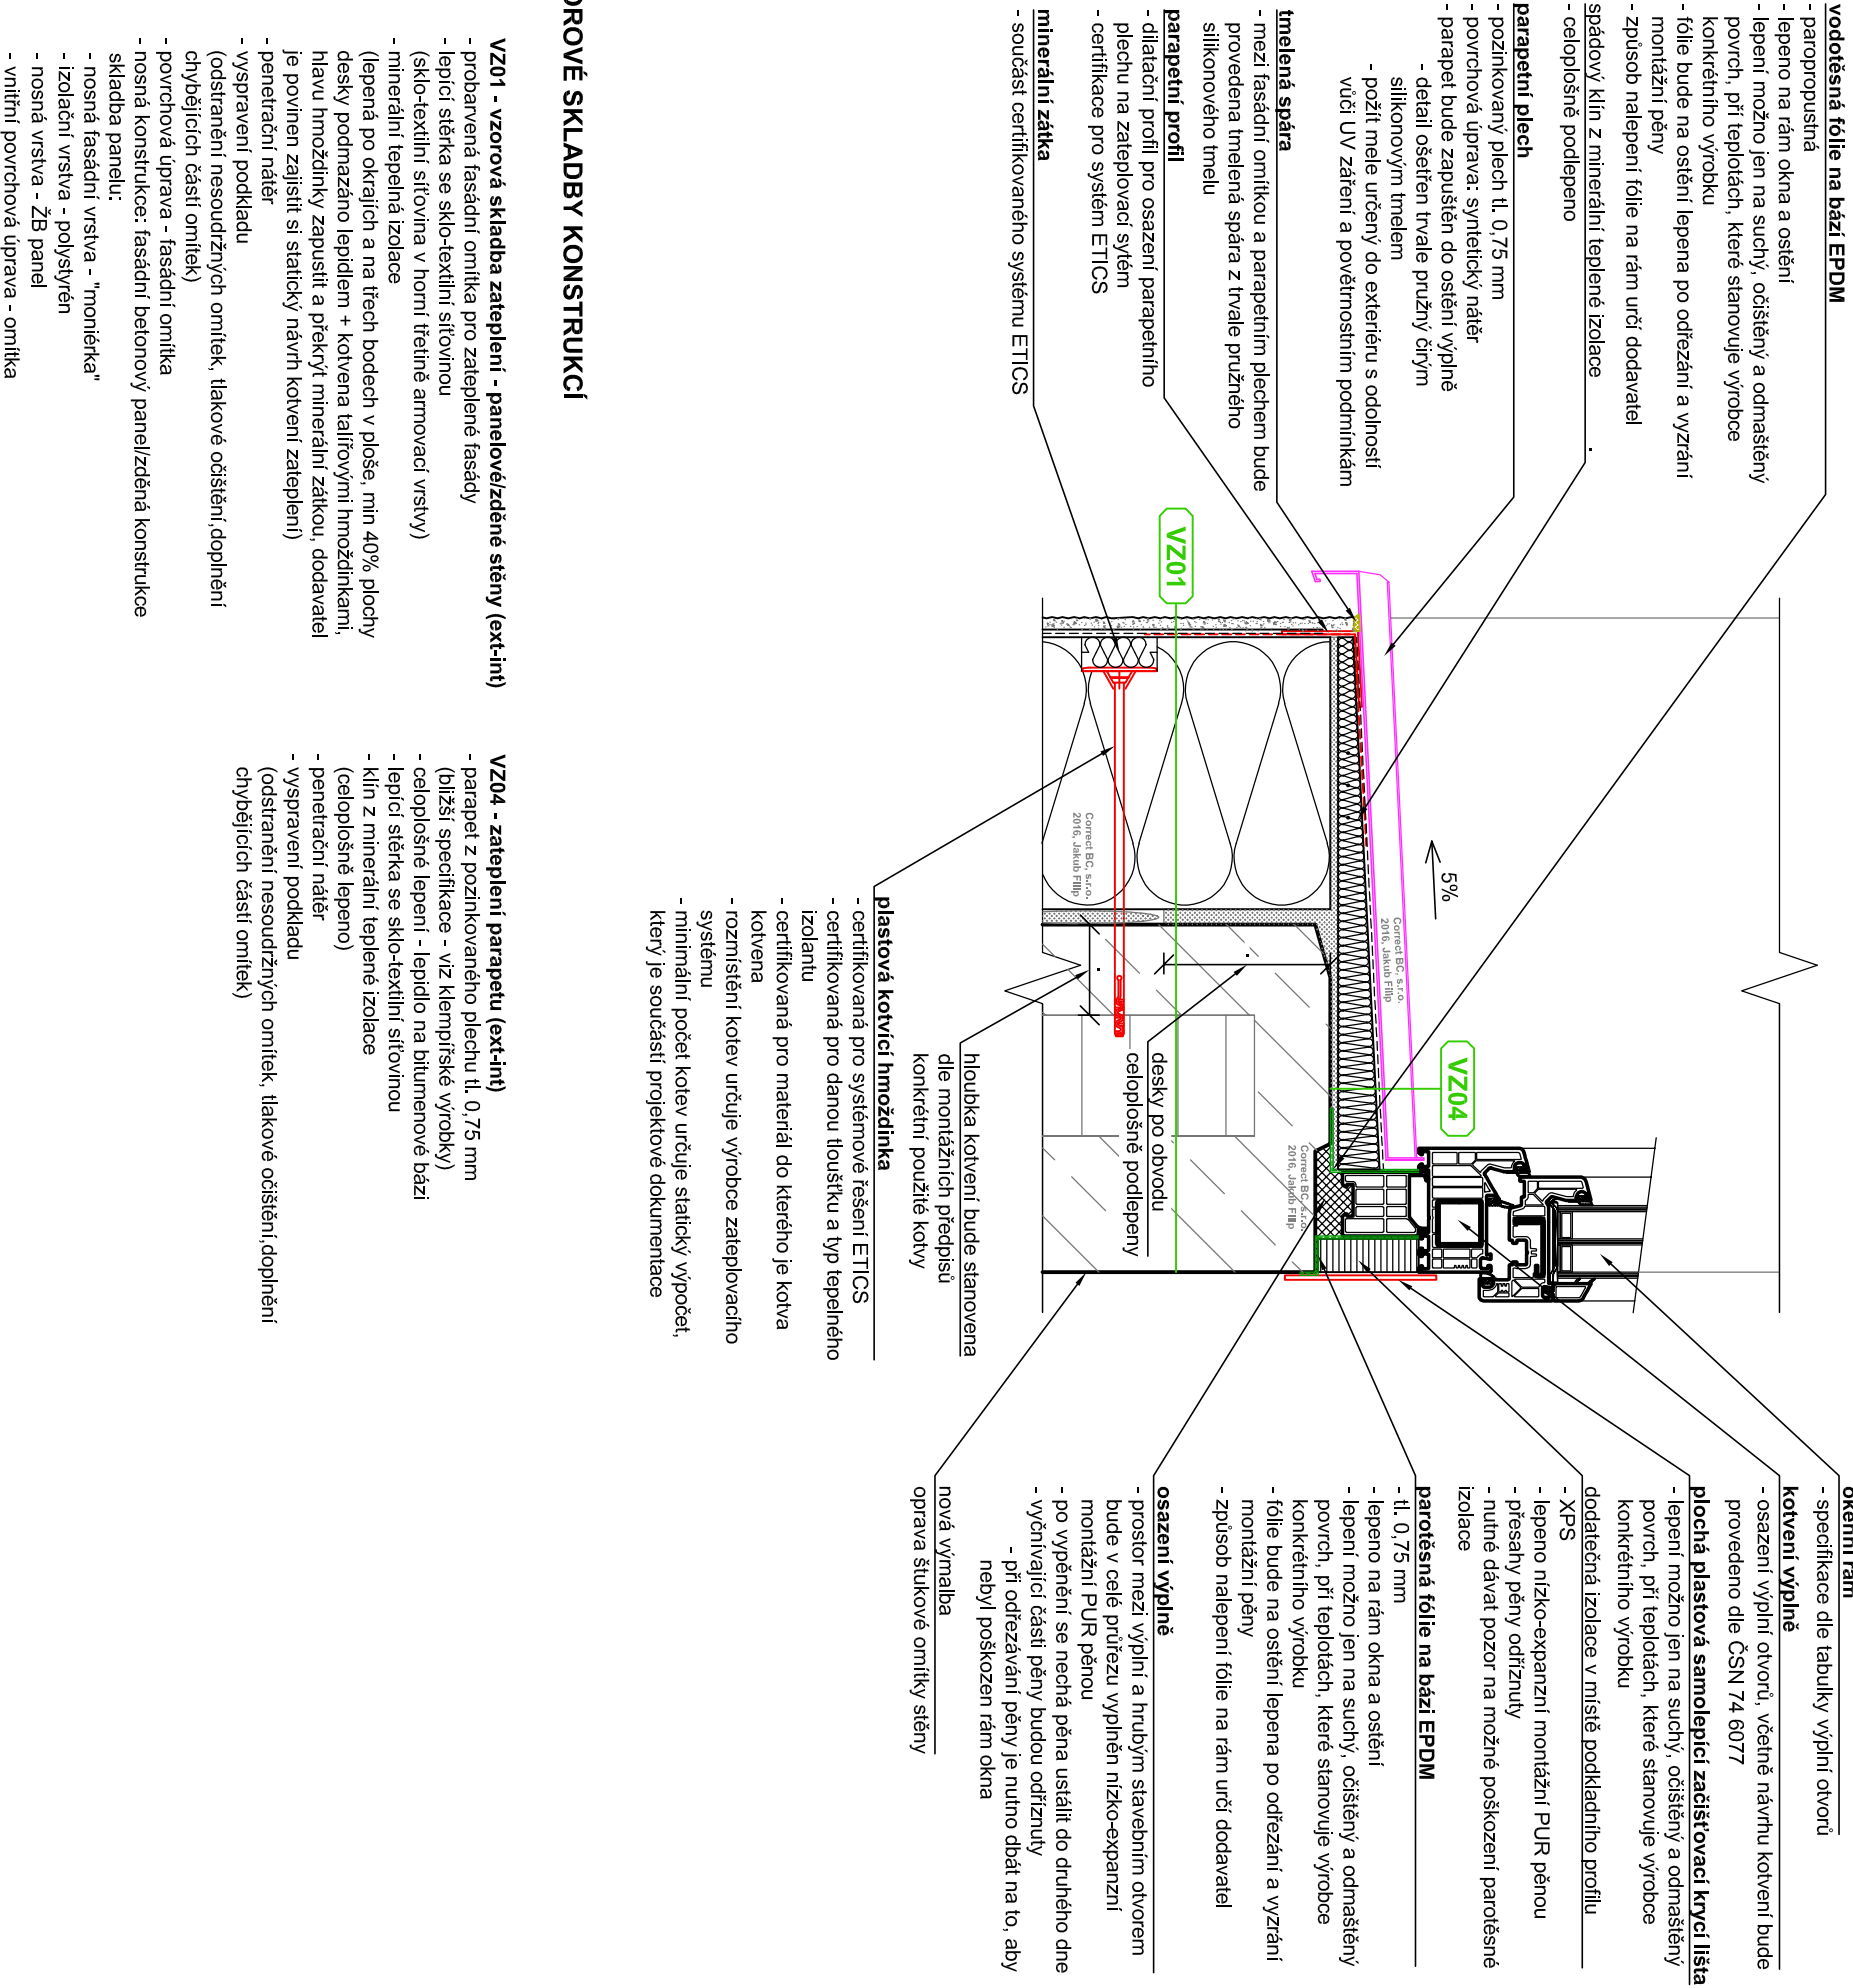 vodotěsná fólie na bází EPDM
- paropropustná
- lepeno na rám okna a ostění
- lepení možno jen na suchý, očištěný a odmaštěný
povrch, pří teplotách, které stanovuje výrobce
konkrétního výrobku
- fólie bude na ostění lepena po odřezání a vyzrání
montážní pěny
- způsob nalepení fólie na rám určí dodavatel
spádový klín z minerální teplené izolace
- celoplošně podlepeno
parapetní plech
- pozinkovaný plech tl. 0,75 mm
- povrchová úprava: syntetický nátěr
- parapet bude zapuštěn do ostění výplně
- detail ošetřen trvale pružný čirým
silikonovým tmelem
- požít mele určený do exteriéru s odolností
vůči UV záření a povětrnostním podmínkám
tmelená spára
- mezi fasádní omítkou a parapetním plechem bude
provedena tmelená spára z trvale pružného
silikonového tmelu
parapetní profil
- dilatační profil pro osazení parapetního
plechu na zateplovací sytém
- certifikace pro systém ETICS
minerální zátka
- součást certifikovaného systému ETICS
VZ01
5%
VZ04
Correct BC, s.r.o.
2016, Jakub Filip
Correct BC, s.r.o.
2016, Jakub Filip
Correct BC, s.r.o.
2016, Jakub Filip
desky po obvodu
celoplošně podlepeny
hloubka kotvení bude stanovena
dle montážních předpisů
konkrétní použité kotvy
plastová kotvící hmoždinka
- certifikovaná pro systémové řešení ETICS
- certifikovaná pro danou tloušťku a typ tepelného
izolantu
- certifikovaná pro materiál do kterého je kotva
kotvena
- rozmístění kotev určuje výrobce zateplovacího
systému
- minimální počet kotev určuje statický výpočet,
který je součástí projektové dokumentace
okenní rám
- specifikace dle tabulky výplní otvorů
kotvení výplně
- osazení výplní otvorů, včetně návrhu kotvení bude
provedeno dle ČSN 74 6077
plochá plastová samolepící začišťovací krycí lišta
- lepení možno jen na suchý, očištěný a odmaštěný
povrch, pří teplotách, které stanovuje výrobce
konkrétního výrobku
dodatečná izolace v místě podkladního profilu
- XPS
- lepeno nízko-expanzní montážní PUR pěnou
- přesahy pěny odříznuty
- nutné dávat pozor na možné poškození parotěsné
izolace
parotěsná fólie na bázi EPDM
- tl. 0,75 mm
- lepeno na rám okna a ostění
- lepení možno jen na suchý, očištěný a odmaštěný
povrch, pří teplotách, které stanovuje výrobce
konkrétního výrobku
- fólie bude na ostění lepena po odřezání a vyzrání
montážní pěny
- způsob nalepení fólie na rám určí dodavatel
osazení výplně
- prostor mezi výplní a hrubým stavebním otvorem
bude v celé průřezu vyplněn nízko-expanzní
montážní PUR pěnou
- po vypěnění se nechá pěna ustálit do druhého dne
- vyčnívající části pěny budou odříznuty
- při odřezávání pěny je nutno dbát na to, aby
nebyl poškozen rám okna
nová výmalba
oprava štukové omítky stěny
OROVÉ SKLADBY KONSTRUKCÍ
VZ01 - vzorová skladba zateplení - panelové/zděné stěny (ext-int)
- probarvená fasádní omítka pro zateplené fasády
- lepící stěrka se sklo-textilní síťovinou
(sklo-textilní síťovina v horní třetině armovací vrstvy)
- minerální tepelná izolace
(lepená po okrajích a na třech bodech v ploše, min 40% plochy
desky podmazáno lepidlem + kotvena talířovými hmoždinkami,
hlavu hmoždinky zapustit a překrýt minerální zátkou, dodavatel
je povinen zajistit si statický návrh kotvení zateplení)
- penetrační nátěr
- vyspravení podkladu
(odstranění nesoudržných omítek, tlakové očištění,doplnění
chybějících částí omítek)
- povrchová úprava - fasádní omítka
- nosná konstrukce: fasádní betonový panel/zděná konstrukce
skladba panelu:
- nosná fasádní vrstva - "moniérka"
- izolační vrstva - polystyrén
- nosná vrstva - ŽB panel
- vnitřní povrchová úprava - omítka
VZ04 - zateplení parapetu (ext-int)
- parapet z pozinkovaného plechu tl. 0,75 mm
(bližší specifikace - viz klempířské výrobky)
- celoplošné lepení - lepidlo na bitumenové bázi
- lepící stěrka se sklo-textilní síťovinou
- klín z minerální teplené izolace
(celoplošně lepeno)
- penetrační nátěr
- vyspravení podkladu
(odstranění nesoudržných omítek, tlakové očištění,doplnění
chybějících částí omítek)